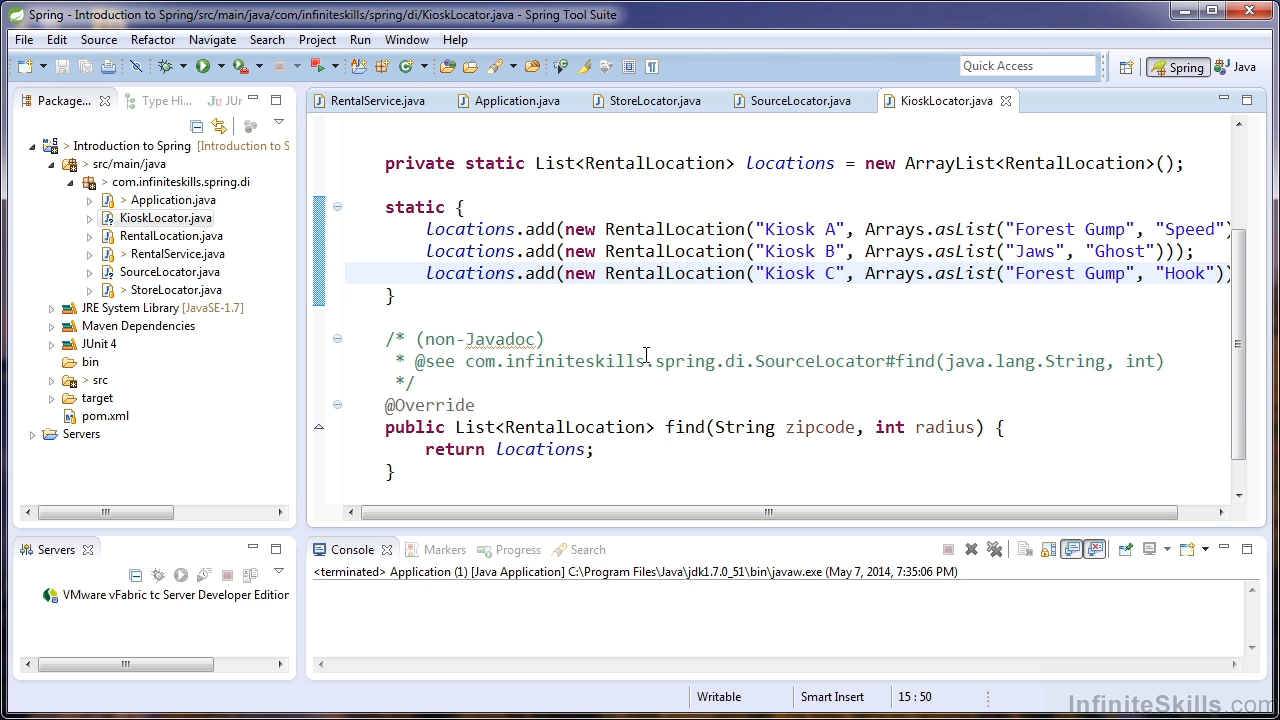 Spring - Introduction to Spring/src/main/java/com/infiniteskills/spring/di/KioskLocator.java - Spring Tool Suite
File Edit Source Refactor Navigate Search Project Run Window Help
Quick Access
Spring
Java
Package...
Type Hi...
JUr
Introduction to Spring [Introduction to S
src/main/java
com.infiniteskills.spring.di
Application.java
KioskLocator.java
RentalLocation.java
RentalService.java
SourceLocator.java
StoreLocator.java
JRE System Library [JavaSE-1.7]
Maven Dependencies
JUnit 4
bin
src
target
pom.xml
Servers
RentalService.java
Application.java
StoreLocator.java
SourceLocator.java
KioskLocator.java
private static List<RentalLocation> locations = new ArrayList<RentalLocation>();
static {
locations.add(new RentalLocation("Kiosk A", Arrays.asList("Forest Gump", "Speed")
locations.add(new RentalLocation("Kiosk B", Arrays.asList("Jaws", "Ghost")));
locations.add(new RentalLocation("Kiosk C", Arrays.asList("Forest Gump", "Hook"))
}
/* (non-Javadoc)
* @see com.infiniteskills.spring.di.SourceLocator#find(java.lang.String, int)
*/
@Override
public List<RentalLocation> find(String zipcode, int radius) {
return locations;
}
Servers
VMware vFabric tc Server Developer Edition
Console
Markers
Progress
Search
<terminated> Application (1) [Java Application] C:\Program Files\Java\jdk1.7.0_51\bin\javaw.exe (May 7, 2014, 7:35:06 PM)
Writable
Smart Insert
15 : 50
InfiniteSkills.com